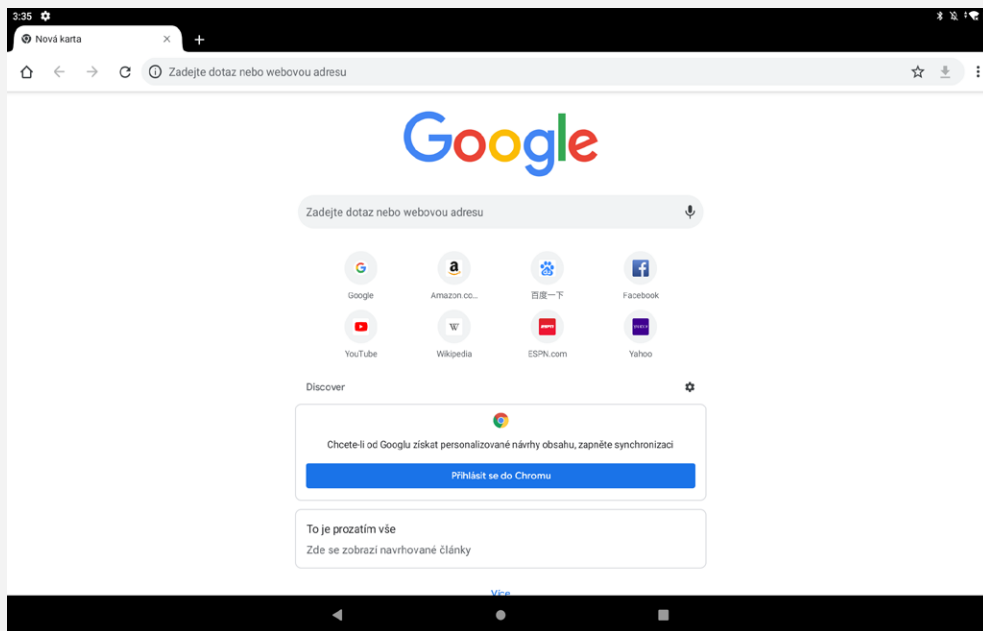 3:35
Nová karta
Zadejte dotaz nebo webovou adresu
Google
Zadejte dotaz nebo webovou adresu
Google
Amazon.co...
百度一下
Facebook
YouTube
Wikipedia
ESPN.com
Yahoo
Discover
Chcete-li od Googlu získat personalizované návrhy obsahu, zapněte synchronizaci
Přihlásit se do Chromu
To je prozatím vše
Zde se zobrazí navrhované články
Více